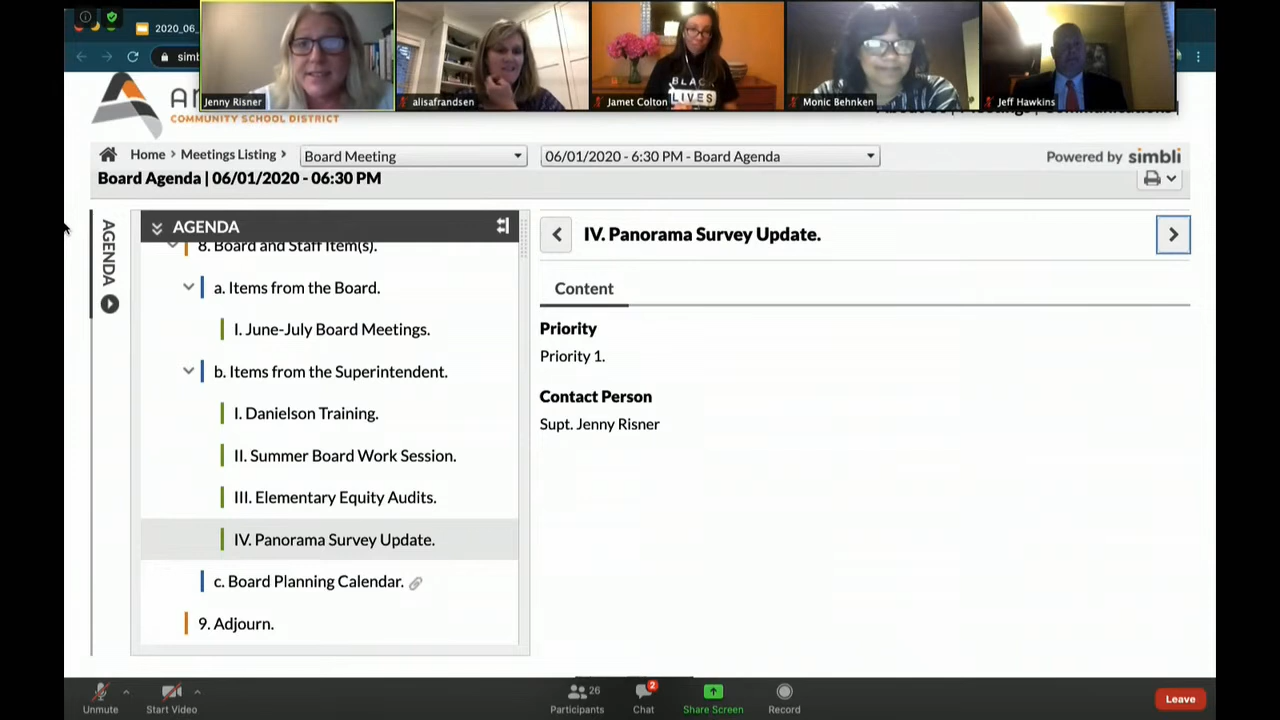 2020_06_
simb
Jenny Risner
alisafrandsen
BLACK
LIVES
Jamet Colton
Monic Behnken
Jeff Hawkins
COMMUNITY SCHOOL DISTRICT
Home > Meetings Listing >
Board Meeting
06/01/2020 - 6:30 PM - Board Agenda
Powered by simbli
Board Agenda | 06/01/2020 - 06:30 PM
AGENDA
AGENDA
8. Board and Staff Item(s).
a. Items from the Board.
I. June-July Board Meetings.
b. Items from the Superintendent.
I. Danielson Training.
II. Summer Board Work Session.
III. Elementary Equity Audits.
IV. Panorama Survey Update.
c. Board Planning Calendar.
9. Adjourn.
IV. Panorama Survey Update.
Content
Priority
Priority 1.
Contact Person
Supt. Jenny Risner
Unmute
Start Video
26
Participants
2
Chat
Share Screen
Record
Leave